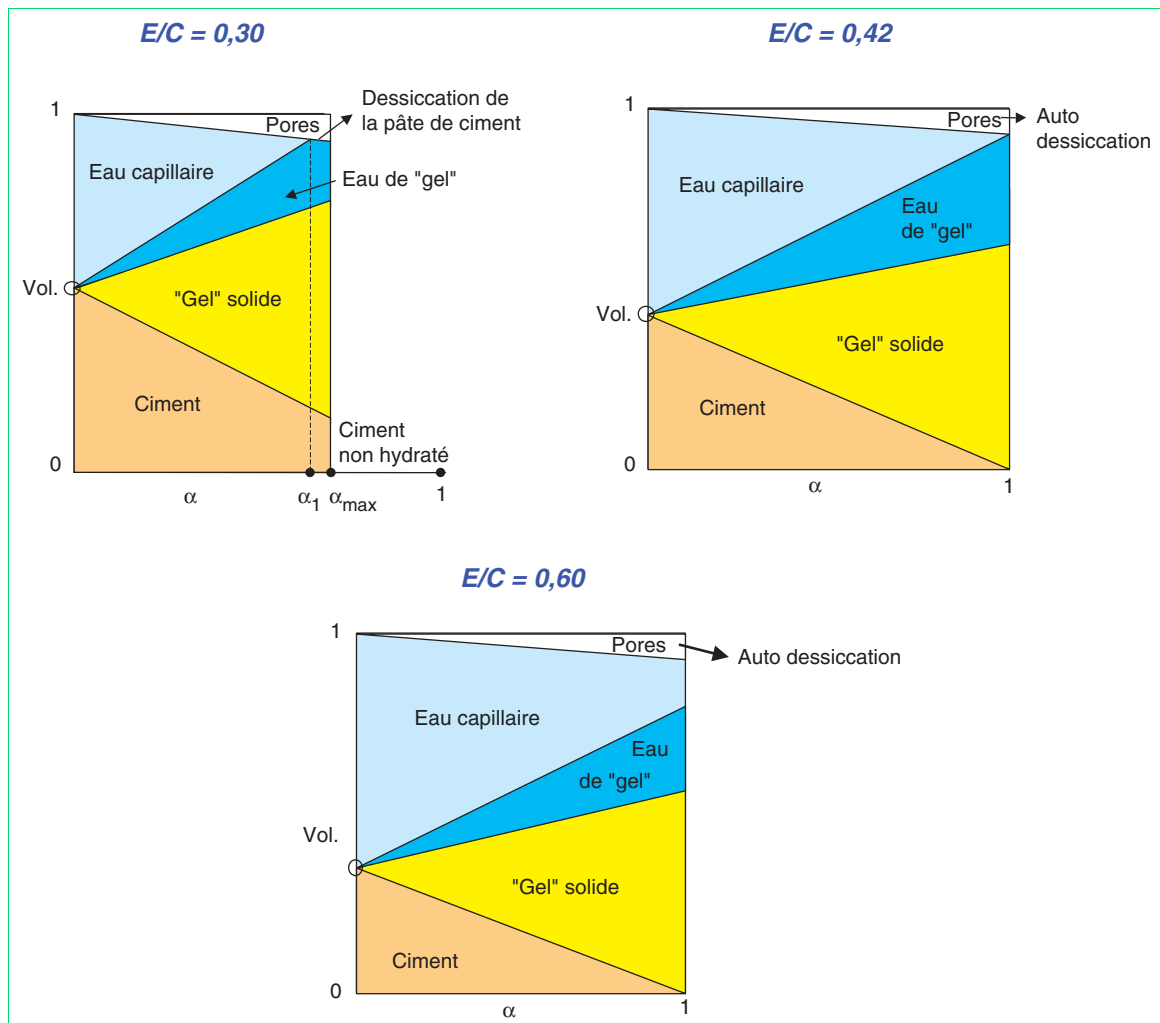 E/C = 0,30
1
Pores
Dessiccation de
la pâte de ciment
Eau capillaire
Eau de "gel"
Vol.
"Gel" solide
Ciment
Ciment
non hydraté
0
α
α1
αmax
1
E/C = 0,42
1
Pores
Auto
dessiccation
Eau capillaire
Eau
de "gel"
Vol.
"Gel" solide
Ciment
0
α
1
E/C = 0,60
1
Pores
Auto dessiccation
Eau capillaire
Eau
de "gel"
Vol.
"Gel" solide
Ciment
0
α
1